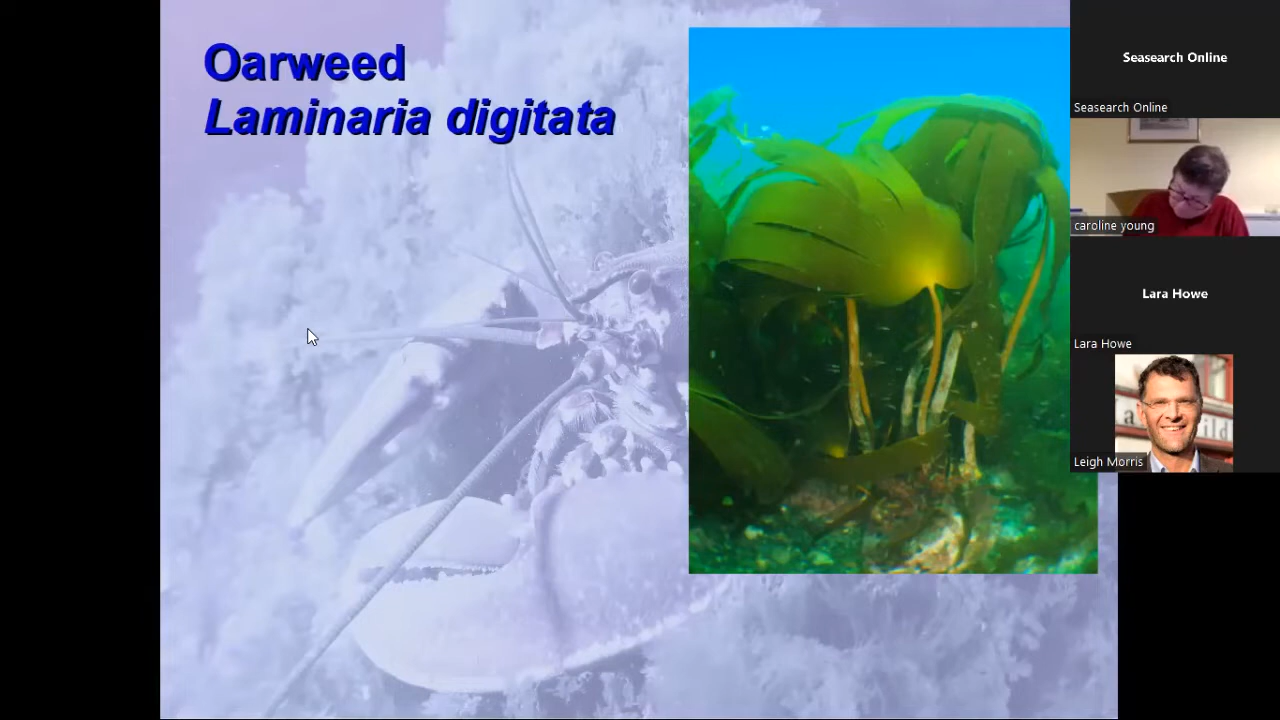 Oarweed
Laminaria digitata
Seasearch Online
Seasearch Online
caroline young
Lara Howe
Lara Howe
Leigh Morris